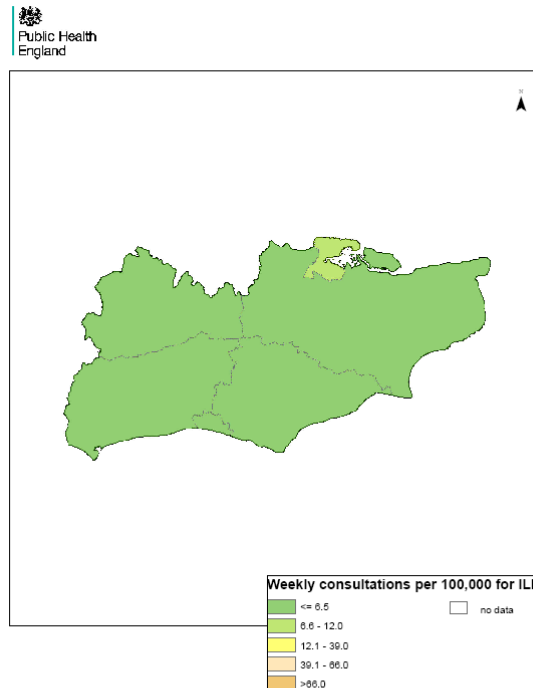 Public Health
England
N
Weekly consultations per 100,000 for ILI
<= 6.5
no data
6.6 - 12.0
12.1 - 39.0
39.1 - 66.0
>66.0